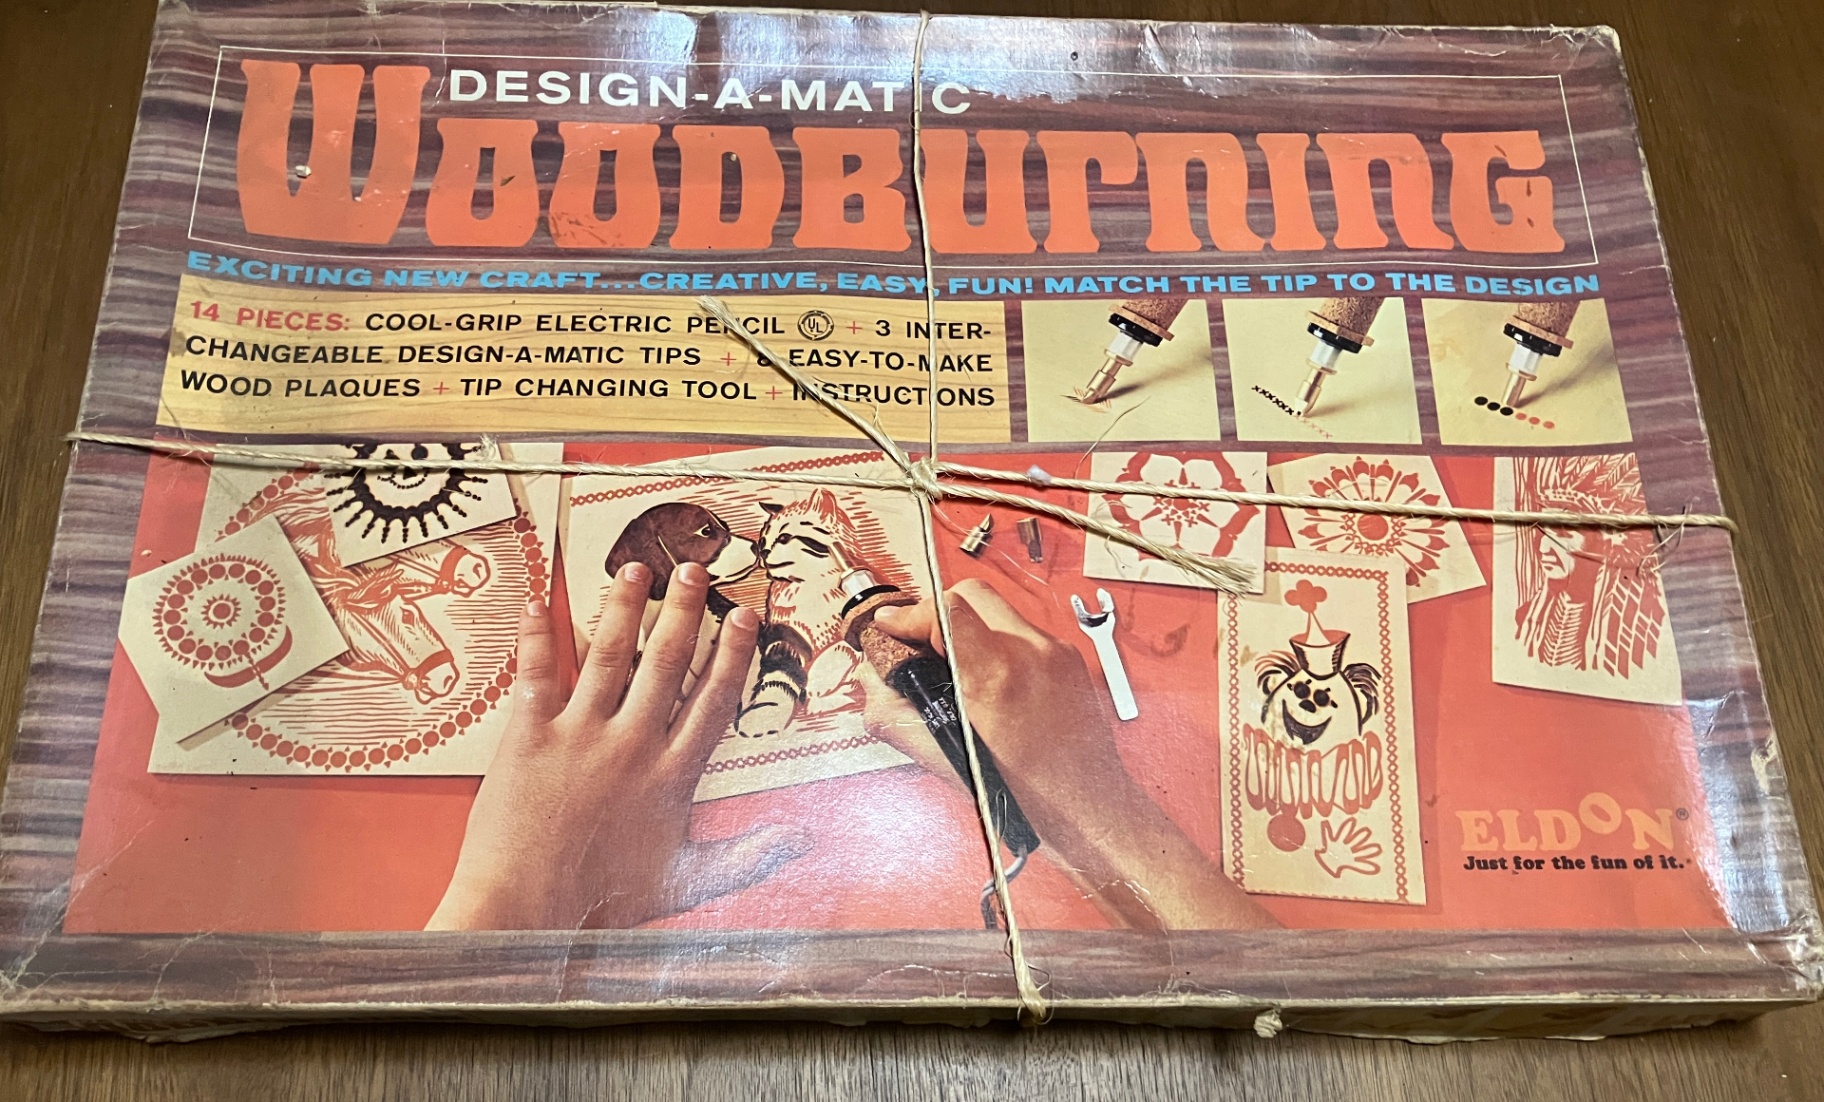 DESIGN-A-MATIC
WOODBURNING
EXCITING NEW CRAFT...CREATIVE, EASY, FUN! MATCH THE TIP TO THE DESIGN
14 PIECES: COOL-GRIP ELECTRIC PENCIL UL + 3 INTER-
CHANGEABLE DESIGN-A-MATIC TIPS + 8 EASY-TO-MAKE
WOOD PLAQUES + TIP CHANGING TOOL + INSTRUCTIONS
ELDON®
Just for the fun of it.